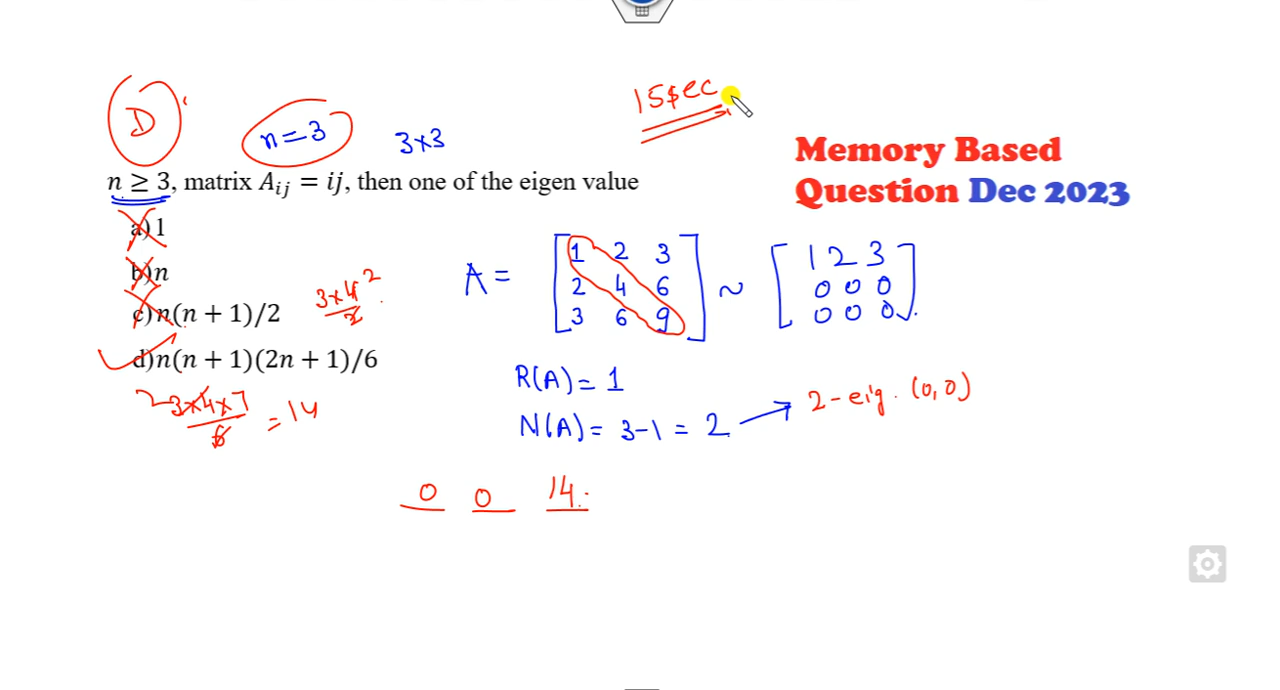 15sec
D
n=3
3×3
Memory Based
Question Dec 2023
n ≥ 3, matrix A_ij = ij, then one of the eigen value
a) 1
b) n
c) n(n + 1)/2
3×4 2
2
d) n(n + 1)(2n + 1)/6
2 3×4×7
6
= 14
A = [ 1 2 3
2 4 6
3 6 9 ]
~ [ 1 2 3
0 0 0
0 0 0 ].
R(A) = 1
N(A) = 3-1 = 2 → 2-eig. (0,0)
0 0 14.